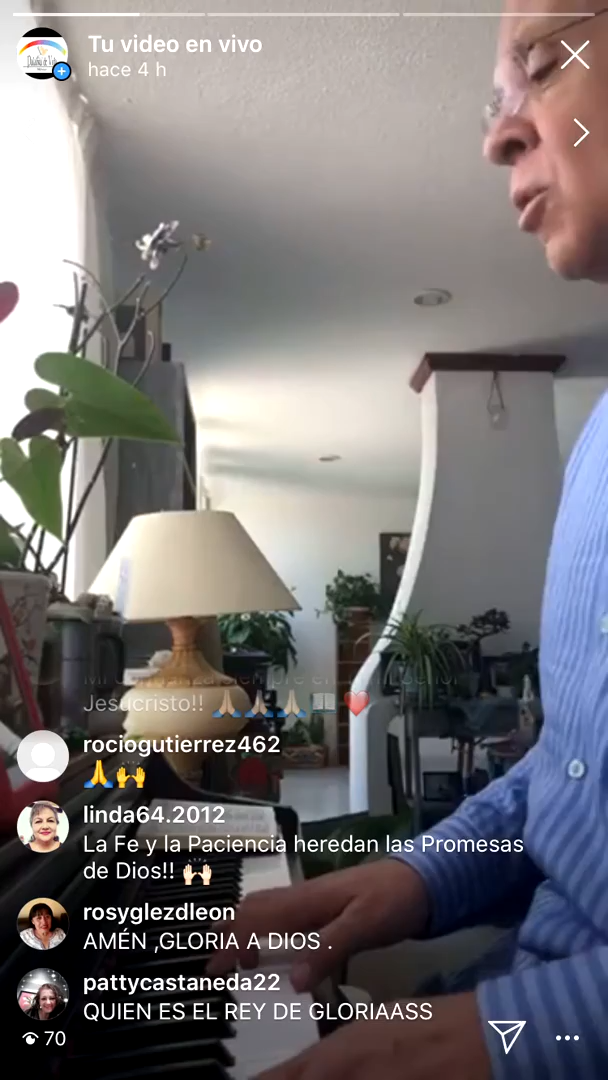 Tu video en vivo
hace 4 h
Jesucristo!! 🙏🏽🙏🏽🙏🏽📖❤️
rociogutierrez462
🙏🙌
linda64.2012
La Fe y la Paciencia heredan las Promesas
de Dios!! 🙌🏻
rosyglezdleon
AMÉN ,GLORIA A DIOS .
pattycastaneda22
QUIEN ES EL REY DE GLORIAASS
70